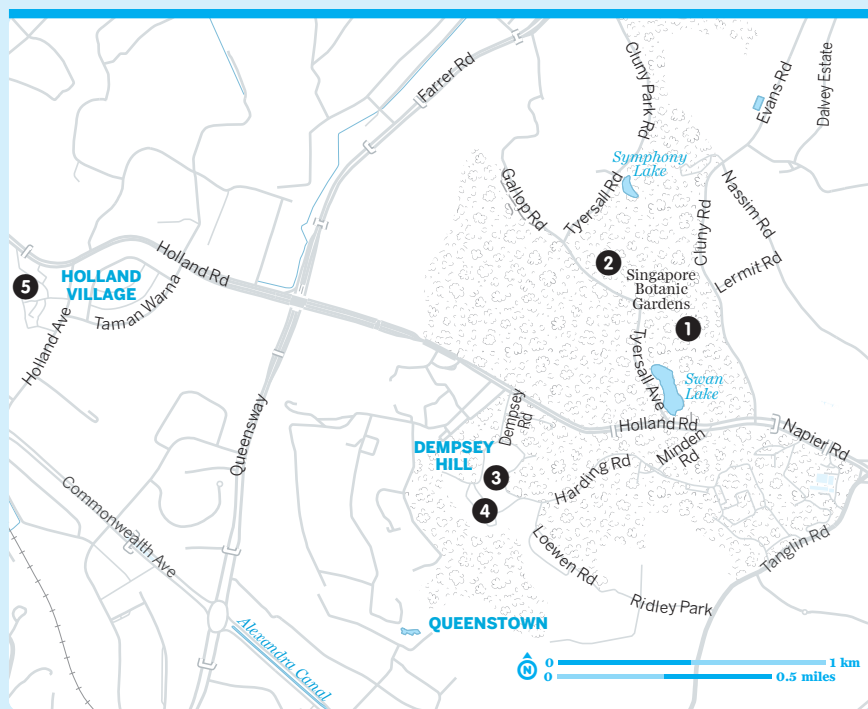 Cluny Park Rd
Evans Rd
Dalvey Estate
Farrer Rd
Symphony
Lake
Gallop Rd
Tyersall Rd
Nassim Rd
Cluny Rd
Lermit Rd
2
Singapore
Botanic
Gardens
1
Holland Rd
HOLLAND
VILLAGE
5
Taman Warna
Holland Ave
Tyersall Ave
Swan
Lake
Holland Rd
Napier Rd
Minden
Rd
Dempsey
Rd
DEMPSEY
HILL
Queensway
3
4
Harding Rd
Commonwealth Ave
Loewen Rd
Tanglin Rd
Ridley Park
QUEENSTOWN
Alexandra Canal
N
0 1 km
0 0.5 miles